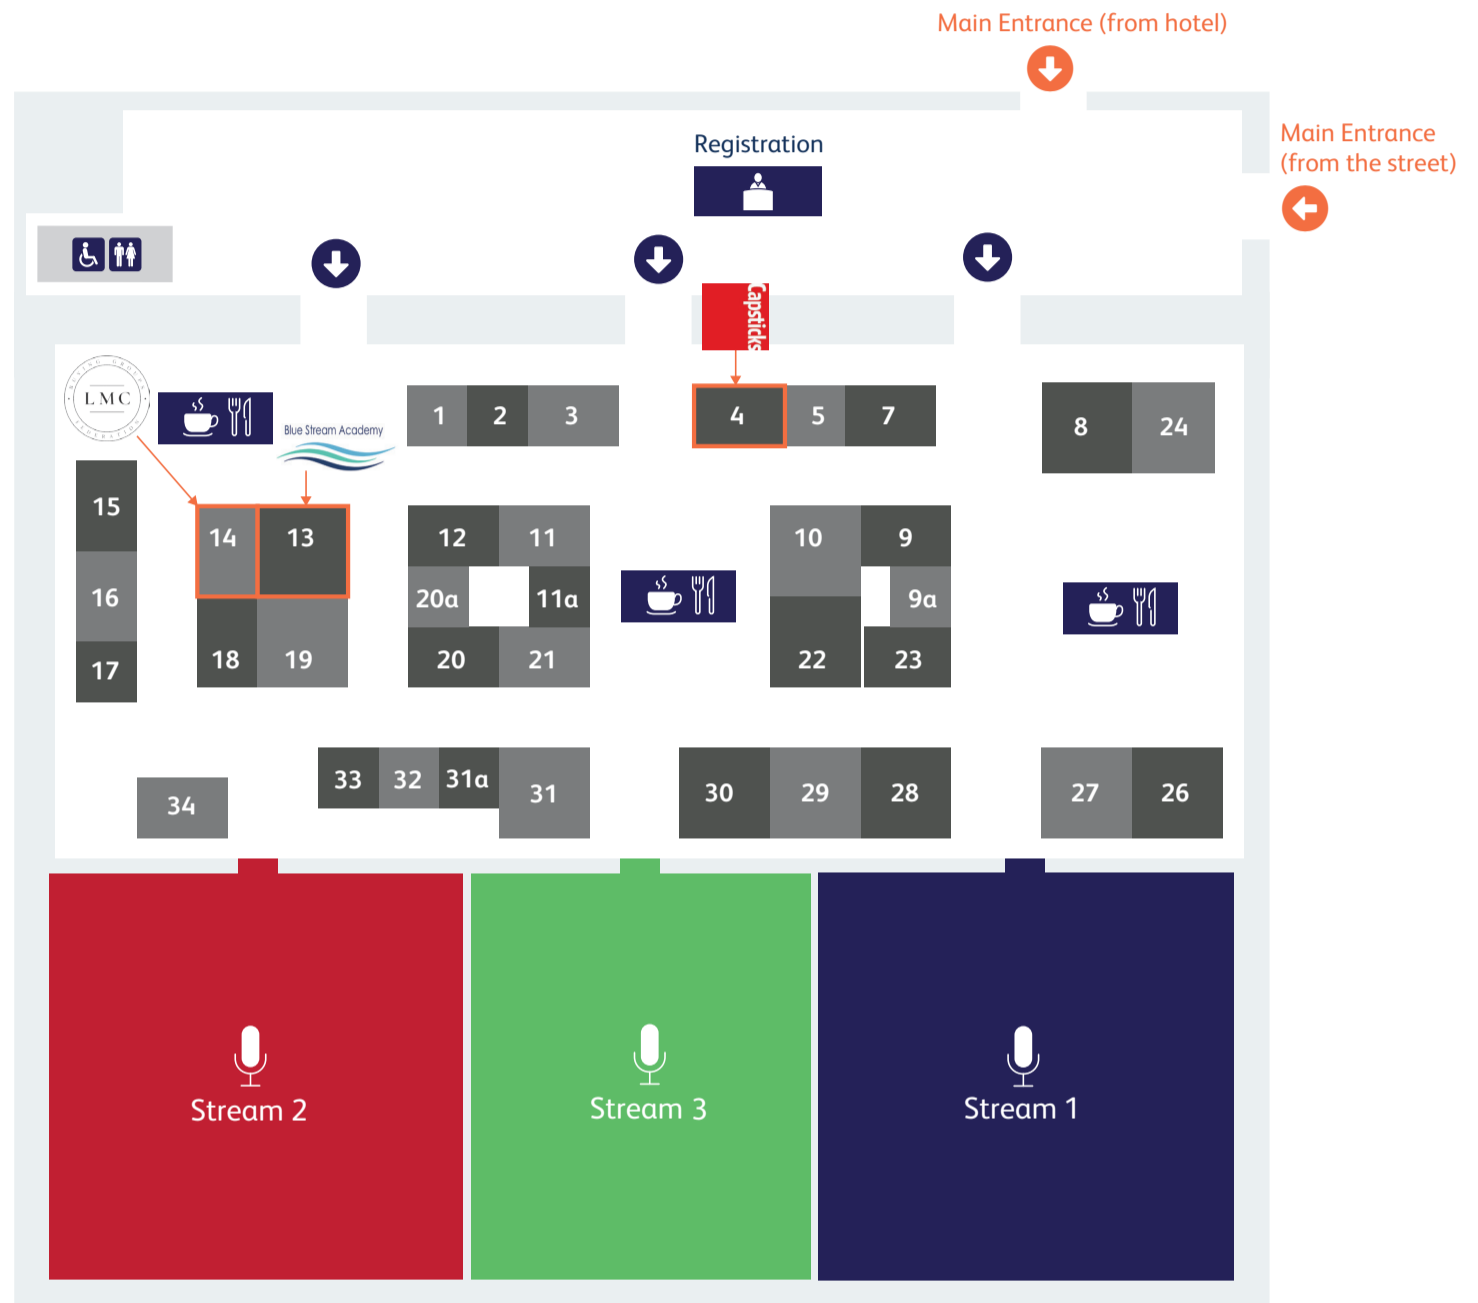 Main Entrance (from hotel)
Main Entrance
(from the street)
Registration
Capsticks
LMC
BUYING GROUPS
FEDERATION
Blue Stream Academy
1 2 3 4 5 7 8 24
15 14 13 12 11 10 9
16 20a 11a 9a
17 18 19 20 21 22 23
34 33 32 31a 31 30 29 28 27 26
Stream 2
Stream 3
Stream 1